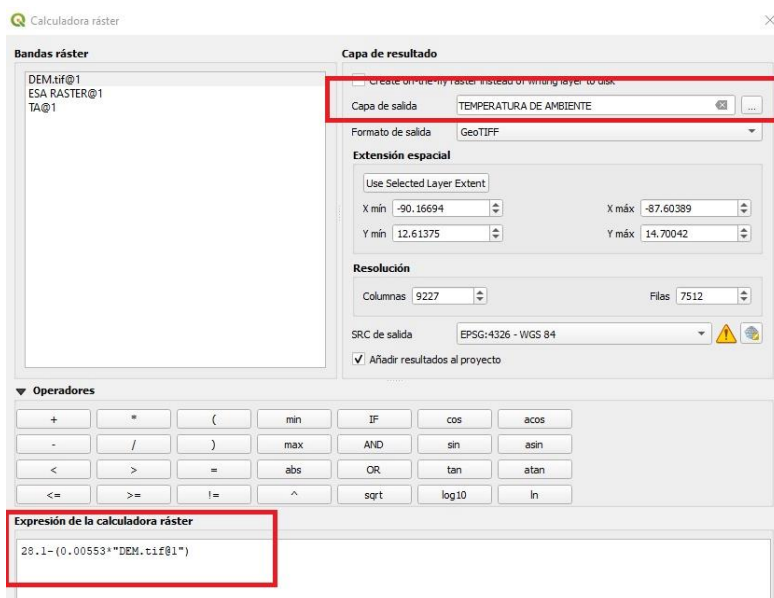 Calculadora ráster
Bandas ráster
DEM.tif@1
ESA RASTER@1
TA@1
Capa de resultado
Create on-the-fly raster instead of writing layer to disk
Capa de salida TEMPERATURA DE AMBIENTE ...
Formato de salida GeoTIFF
Extensión espacial
Use Selected Layer Extent
X mín -90.16694 X máx -87.60389
Y mín 12.61375 Y máx 14.70042
Resolución
Columnas 9227 Filas 7512
SRC de salida EPSG:4326 - WGS 84
Añadir resultados al proyecto
Operadores
+ * ( min IF cos acos
- / ) max AND sin asin
< > = abs OR tan atan
<= >= != ^ sqrt log10 ln
Expresión de la calculadora ráster
28.1-(0.00553*"DEM.tif@1")